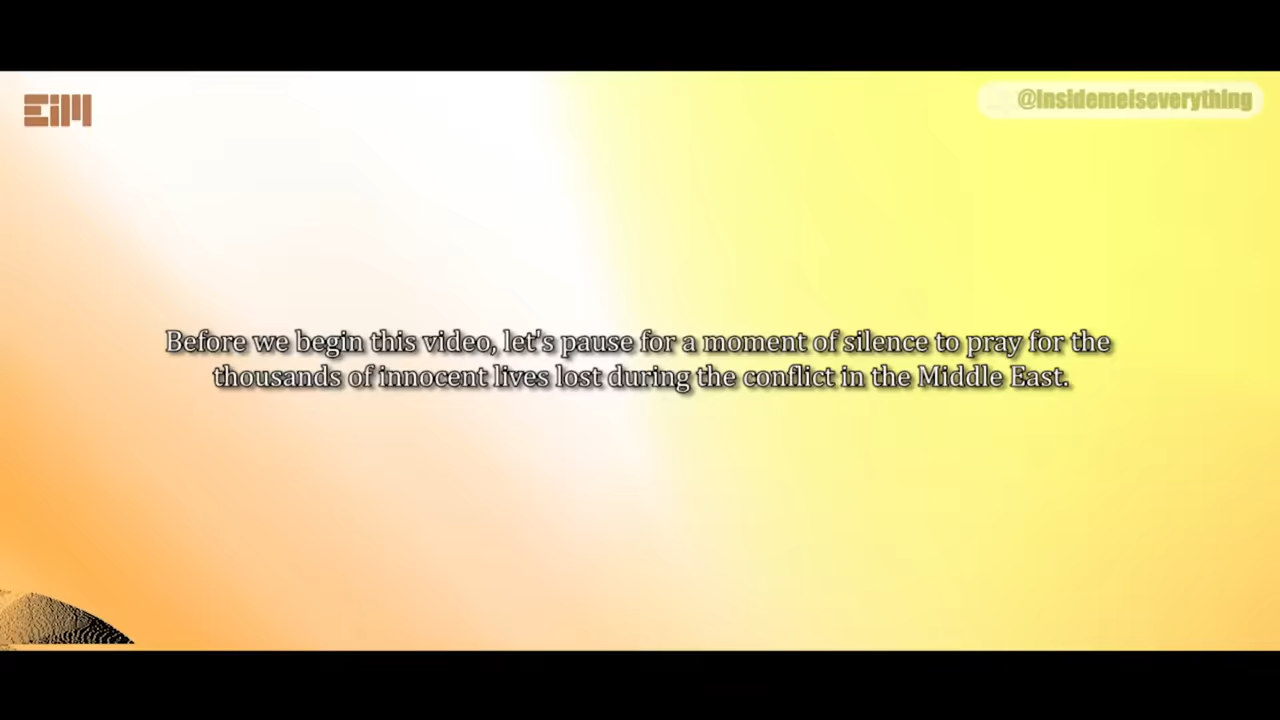 EiM
@Insidemeiseverything
Before we begin this video, let's pause for a moment of silence to pray for the
thousands of innocent lives lost during the conflict in the Middle East.